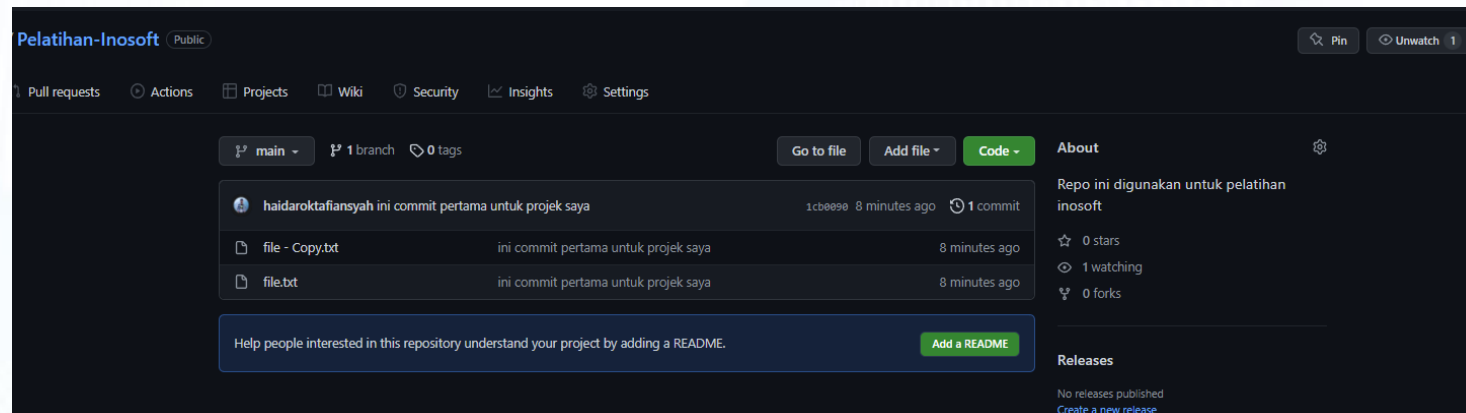 Pelatihan-Inosoft Public
Pin Unwatch 1
Pull requests Actions Projects Wiki Security Insights Settings
main 1 branch 0 tags Go to file Add file Code
haidaroktafiansyah ini commit pertama untuk projek saya 1cb0090 8 minutes ago 1 commit
file - Copy.txt ini commit pertama untuk projek saya 8 minutes ago
file.txt ini commit pertama untuk projek saya 8 minutes ago
Help people interested in this repository understand your project by adding a README. Add a README
About
Repo ini digunakan untuk pelatihan
inosoft
0 stars
1 watching
0 forks
Releases
No releases published
Create a new release